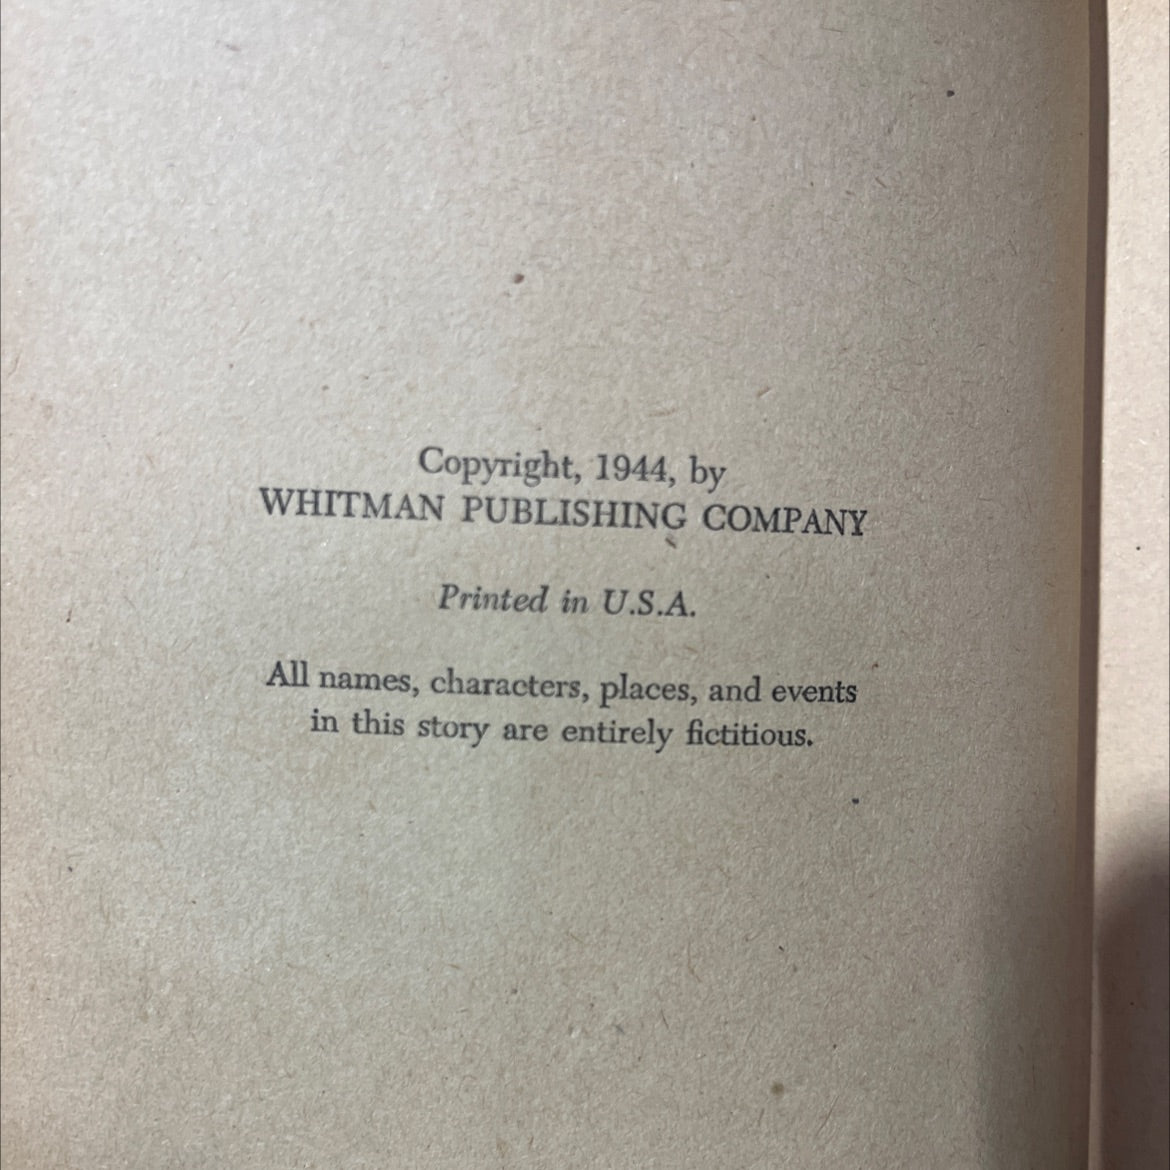 Copyright, 1944, by
WHITMAN PUBLISHING COMPANY
Printed in U.S.A.
All names, characters, places, and events
in this story are entirely fictitious.